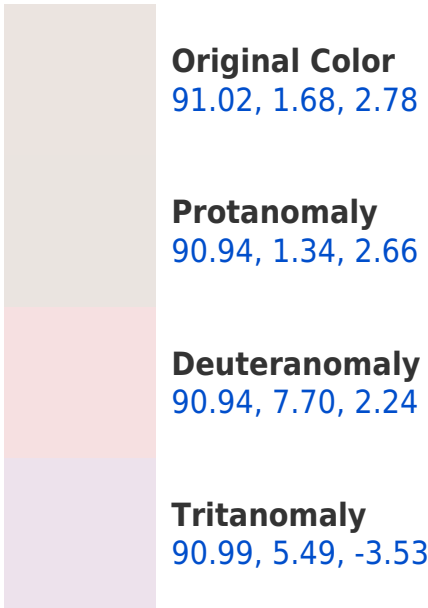 Original Color
91.02, 1.68, 2.78
Protanomaly
90.94, 1.34, 2.66
Deuteranomaly
90.94, 7.70, 2.24
Tritanomaly
90.99, 5.49, -3.53